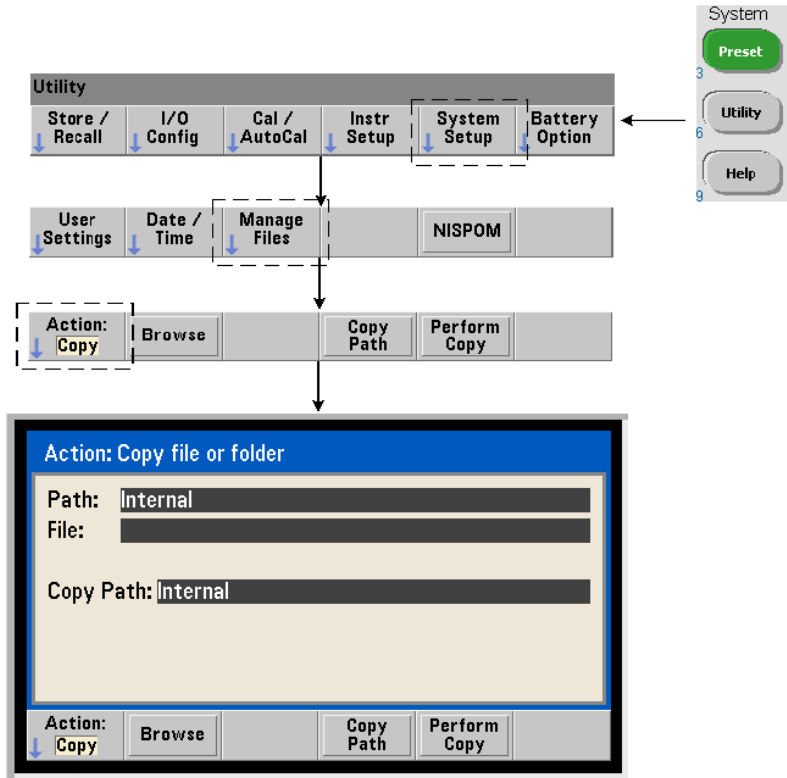 System
Preset
3
Utility
6
Help
9
Utility
Store / Recall
I/O Config
Cal / AutoCal
Instr Setup
System Setup
Battery Option
User Settings
Date / Time
Manage Files
NISPOM
Action: Copy
Browse
Copy Path
Perform Copy
Action: Copy file or folder
Path: Internal
File:
Copy Path: Internal
Action: Copy
Browse
Copy Path
Perform Copy